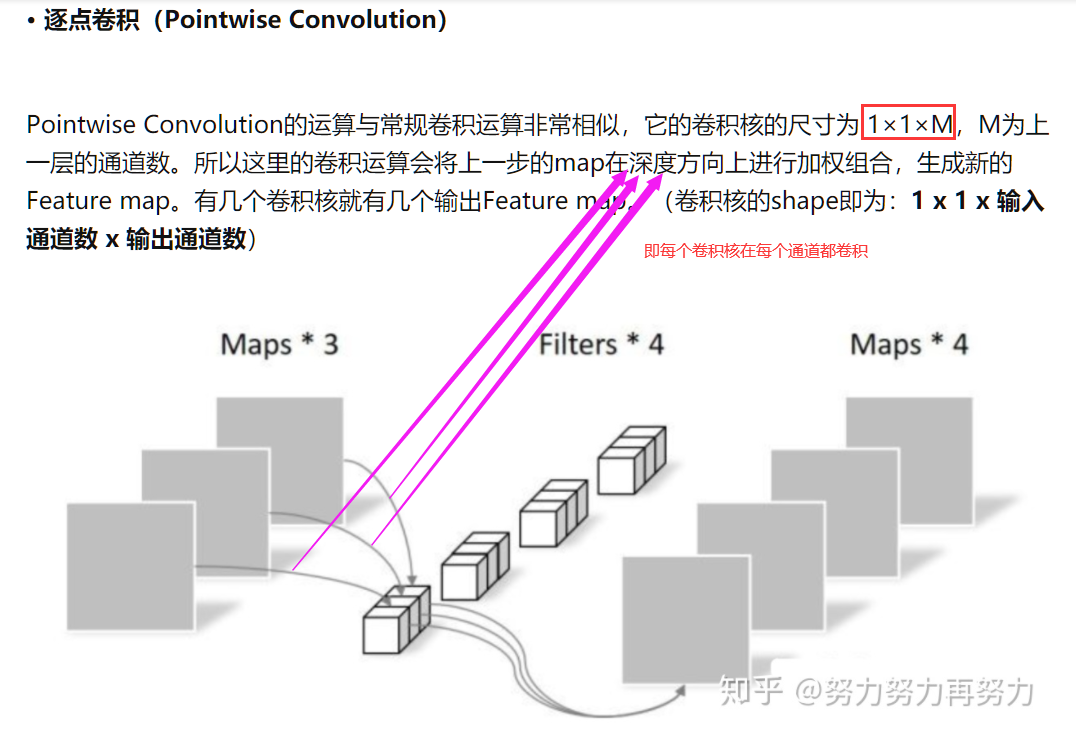 • 逐点卷积（Pointwise Convolution）
Pointwise Convolution的运算与常规卷积运算非常相似，它的卷积核的尺寸为 1×1×M，M为上
一层的通道数。所以这里的卷积运算会将上一步的map在深度方向上进行加权组合，生成新的
Feature map。有几个卷积核就有几个输出Feature map。（卷积核的shape即为：1 x 1 x 输入
通道数 x 输出通道数）
即每个卷积核在每个通道都卷积
Maps * 3
Filters * 4
Maps * 4
知乎 @努力努力再努力